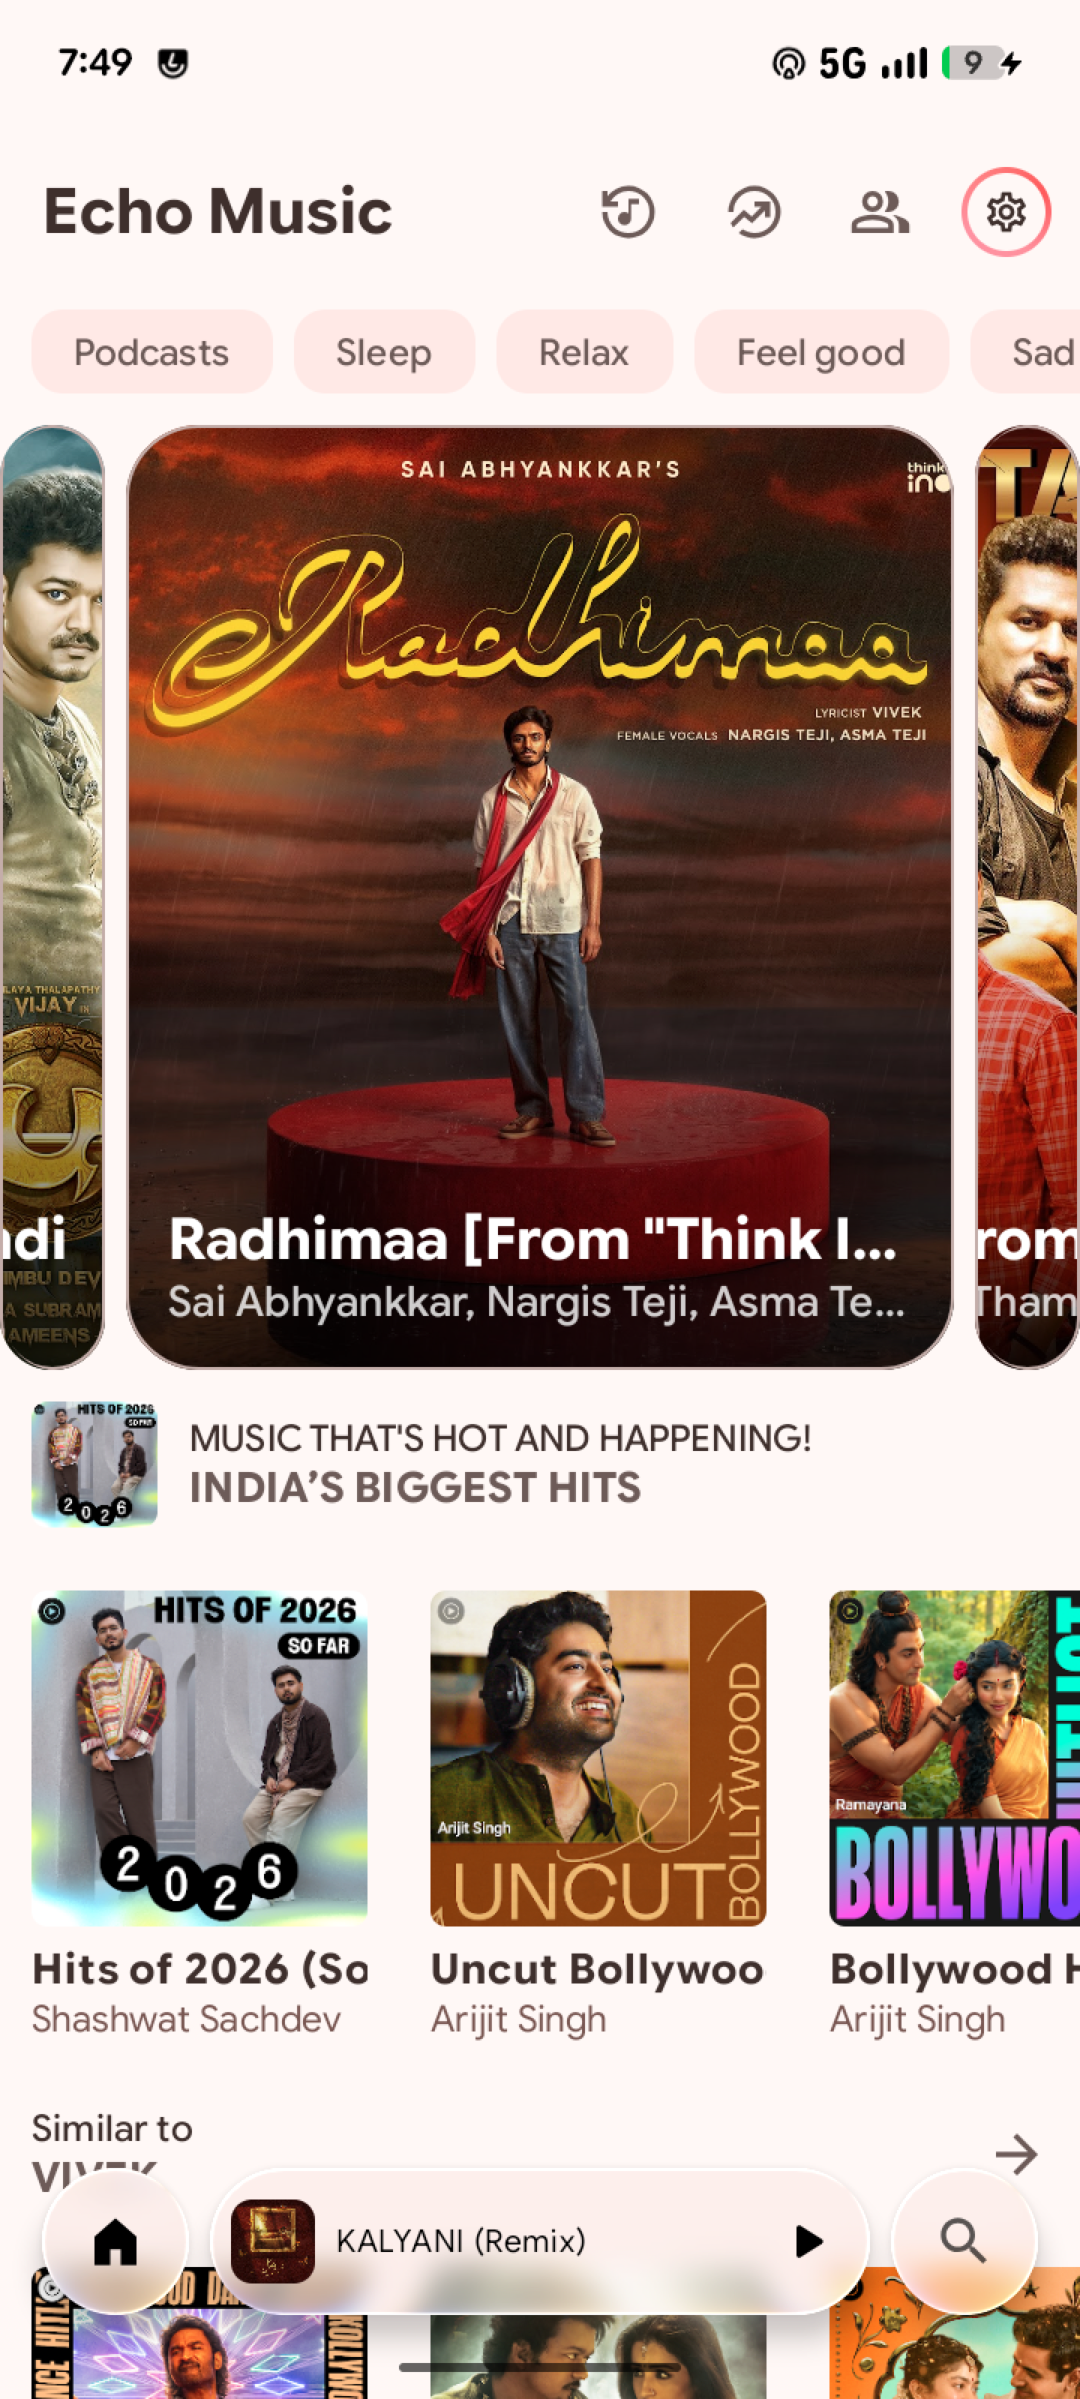 7:49
5G
9
Echo Music
Podcasts
Sleep
Relax
Feel good
Sad
SAI ABHYANKKAR'S
think
Radhimaa
LYRICIST VIVEK
FEMALE VOCALS NARGIS TEJI, ASMA TEJI
VIJAY
Radhimaa [From "Think I...
Sai Abhyankkar, Nargis Teji, Asma Te...
MUSIC THAT'S HOT AND HAPPENING!
INDIA’S BIGGEST HITS
HITS OF 2026
SO FAR
2026
HITS OF 2026
SO FAR
2026
Arijit Singh
UNCUT
BOLLYWOOD
Ramayana
BOLLYWO
Hits of 2026 (So
Uncut Bollywoo
Bollywood H
Shashwat Sachdev
Arijit Singh
Arijit Singh
Similar to
VIVEK
KALYANI (Remix)